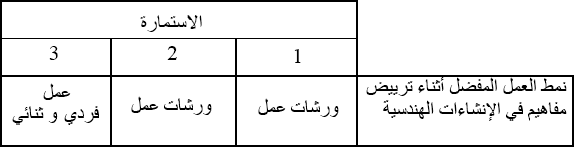 الاستمارة
1 2 3
نمط العمل المفضل أثناء ترييض
مفاهيم في الإنشاءات الهندسية
ورشات عمل
ورشات عمل
عمل
فردي و ثنائي